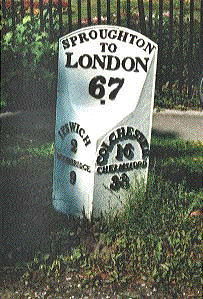 SPROUGHTON
TO
LONDON
67
IPSWICH
2
COLCHESTER
16
CHELMSFORD
38